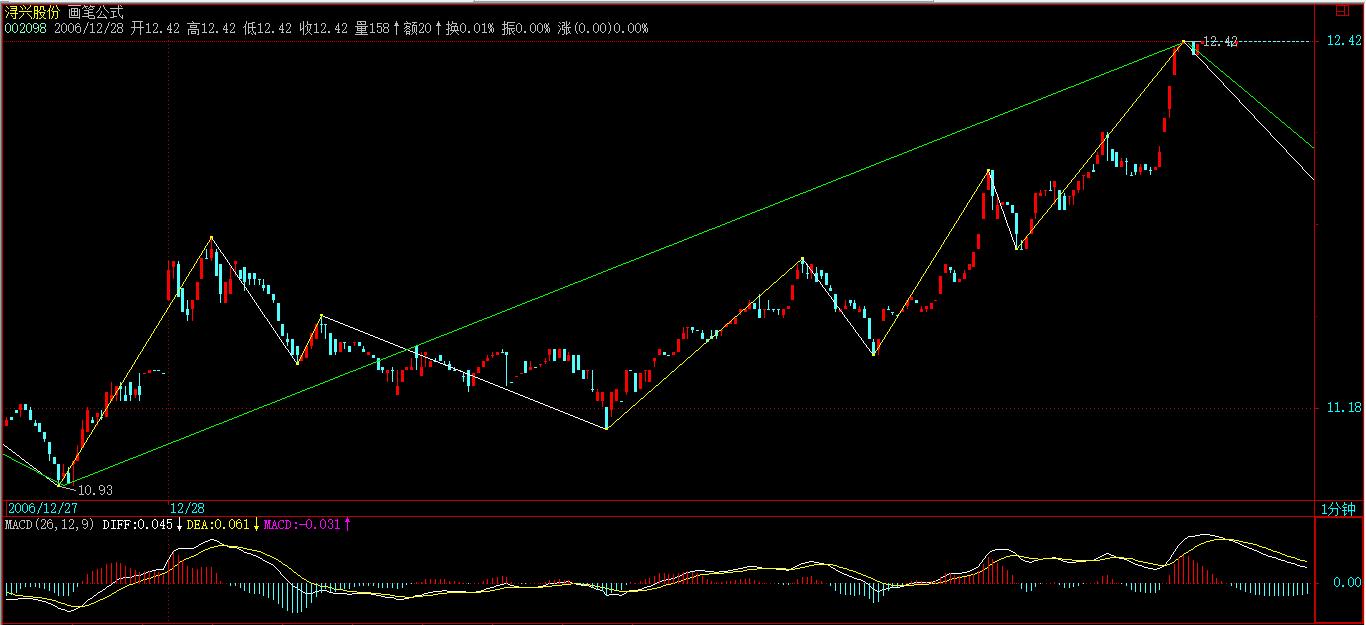 浔兴股份 画笔公式
002098 2006/12/28 开12.42 高12.42 低12.42 收12.42 量158↑额20↑换0.01% 振0.00% 涨(0.00)0.00%
12.42 12.42
11.18
10.93
2006/12/27 12/28 1分钟
MACD(26,12,9) DIFF:0.045↓ DEA:0.061↓ MACD:-0.031↑
0.00